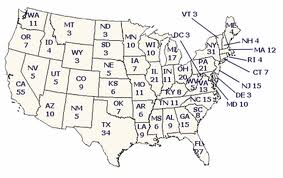 WA
11
OR
7
ID
4
MT
3
WY
3
NV
5
UT
5
CA
55
AZ
10
CO
9
NM
5
ND
3
SD
3
NE
5
KS
6
OK
7
TX
34
MN
10
IA
7
MO
11
AR
6
LA
9
WI
10
IL
21
MI
17
IN
11
OH
20
KY 8
TN 11
MS
6
AL
9
GA
15
FL
27
SC
8
NC 15
VA
13
WV
5
PA
21
NY
31
VT 3
DC 3
ME
NH 4
MA 12
RI 4
CT 7
NJ 15
DE 3
MD 10